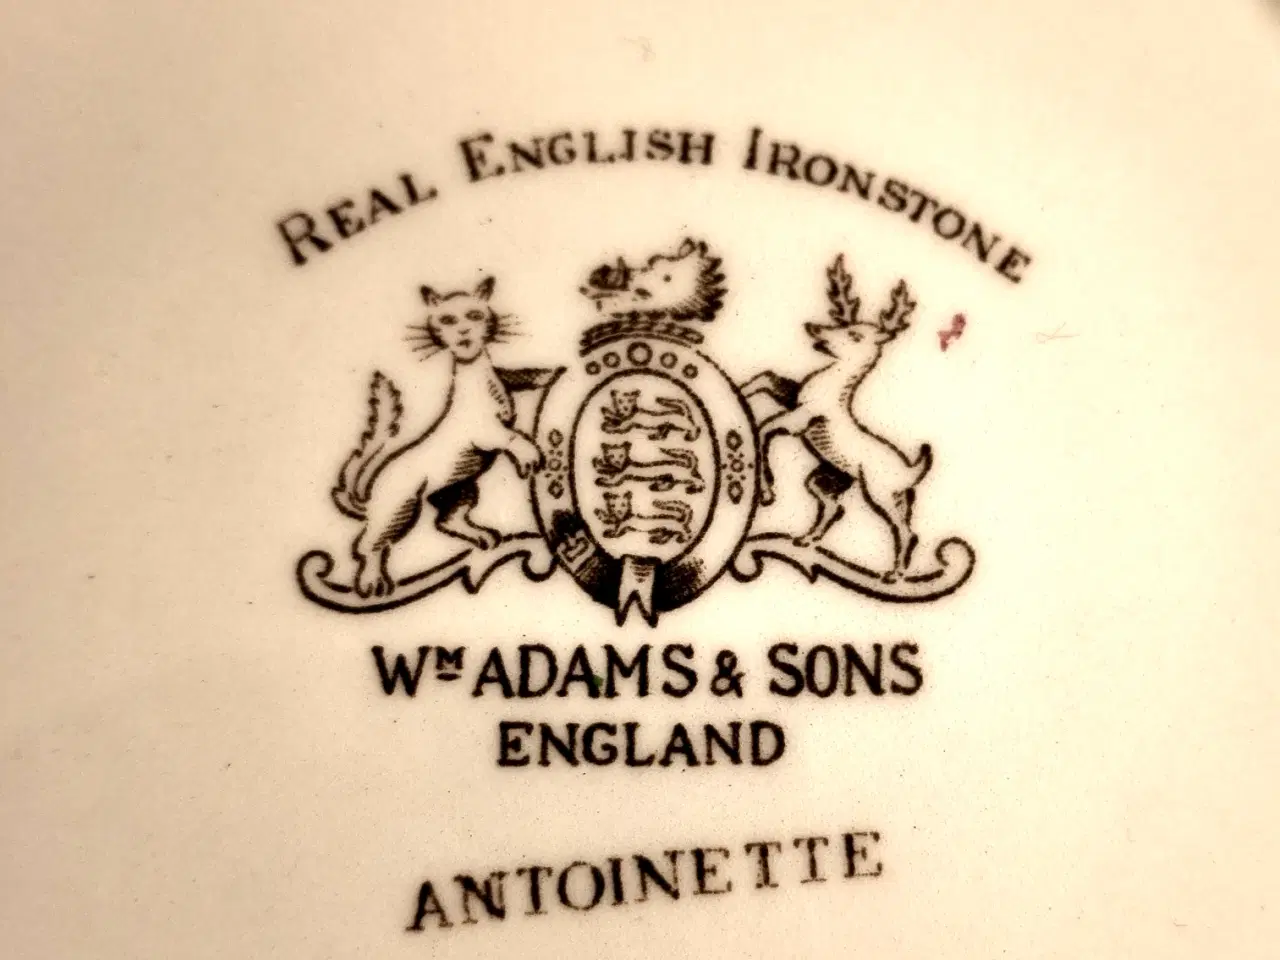 REAL ENGLISH IRONSTONE
Wᴹ ADAMS & SONS
ENGLAND
ANTOINETTE